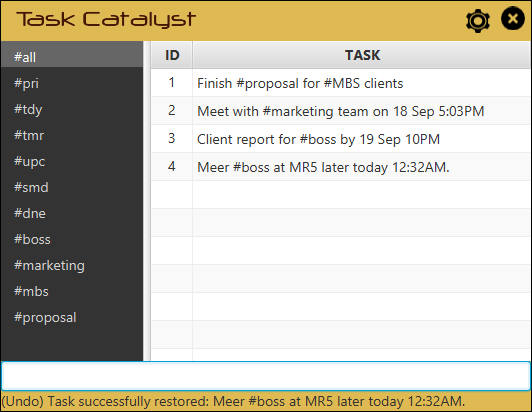 Task Catalyst
#all
#pri
#tdy
#tmr
#upc
#smd
#dne
#boss
#marketing
#mbs
#proposal
ID TASK
1 Finish #proposal for #MBS clients
2 Meet with #marketing team on 18 Sep 5:03PM
3 Client report for #boss by 19 Sep 10PM
4 Meer #boss at MR5 later today 12:32AM.
(Undo) Task successfully restored: Meer #boss at MR5 later today 12:32AM.